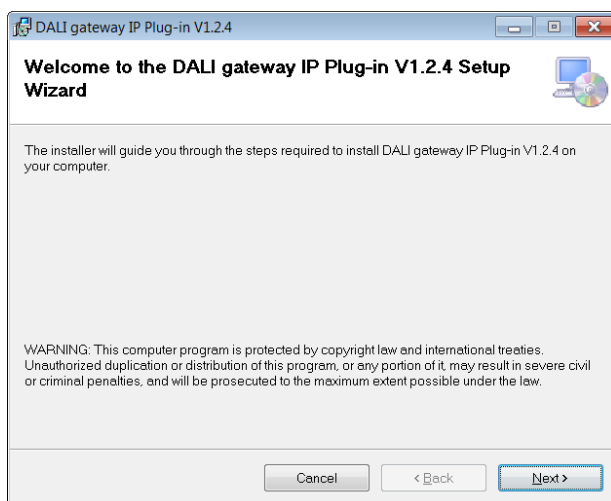 DALI gateway IP Plug-in V1.2.4
Welcome to the DALI gateway IP Plug-in V1.2.4 Setup
Wizard
The installer will guide you through the steps required to install DALI gateway IP Plug-in V1.2.4 on
your computer.
WARNING: This computer program is protected by copyright law and international treaties.
Unauthorized duplication or distribution of this program, or any portion of it, may result in severe civil
or criminal penalties, and will be prosecuted to the maximum extent possible under the law.
Cancel
< Back
Next >